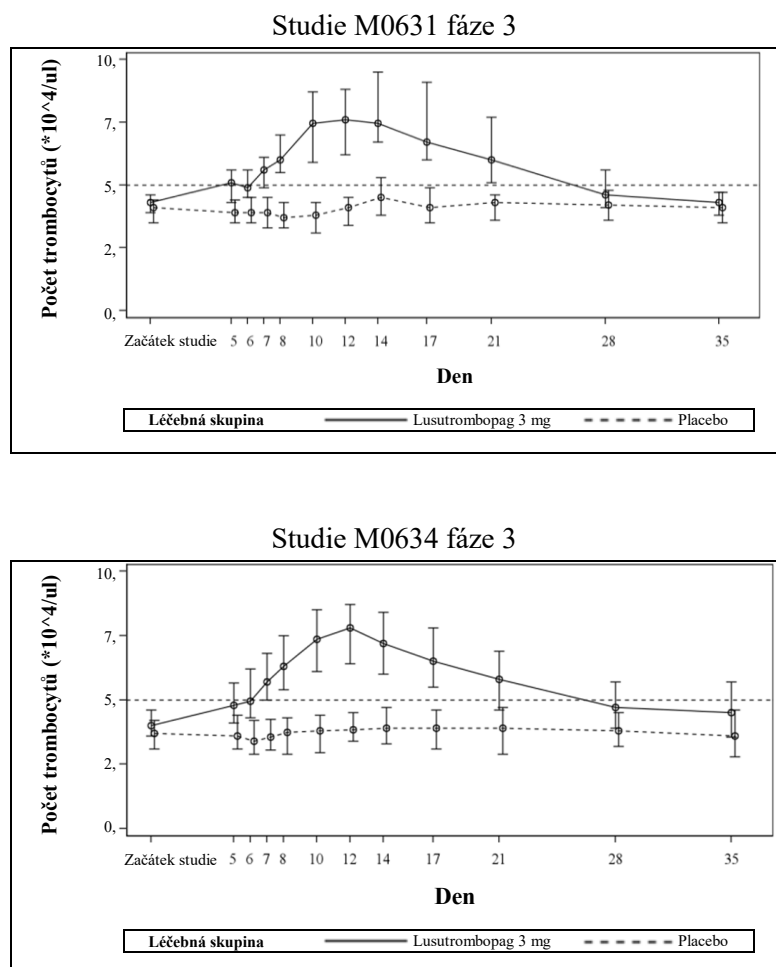 Studie M0631 fáze 3
Počet trombocytů (*10^4/ul)
10,
7,
5,
2,
0,
Začátek studie 5 6 7 8 10 12 14 17 21 28 35
Den
Léčebná skupina Lusutrombopag 3 mg Placebo
Studie M0634 fáze 3
Počet trombocytů (*10^4/ul)
10,
7,
5,
2,
0,
Začátek studie 5 6 7 8 10 12 14 17 21 28 35
Den
Léčebná skupina Lusutrombopag 3 mg Placebo